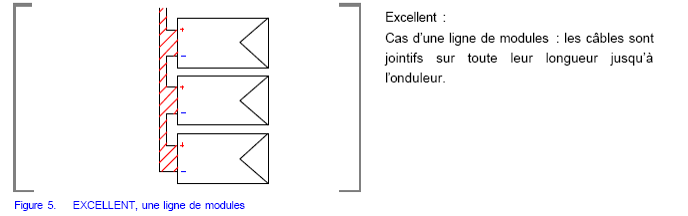 +
−
+
−
+
−
Excellent :
Cas d’une ligne de modules : les câbles sont
jointifs sur toute leur longueur jusqu’à
l’onduleur.
Figure 5. EXCELLENT, une ligne de modules